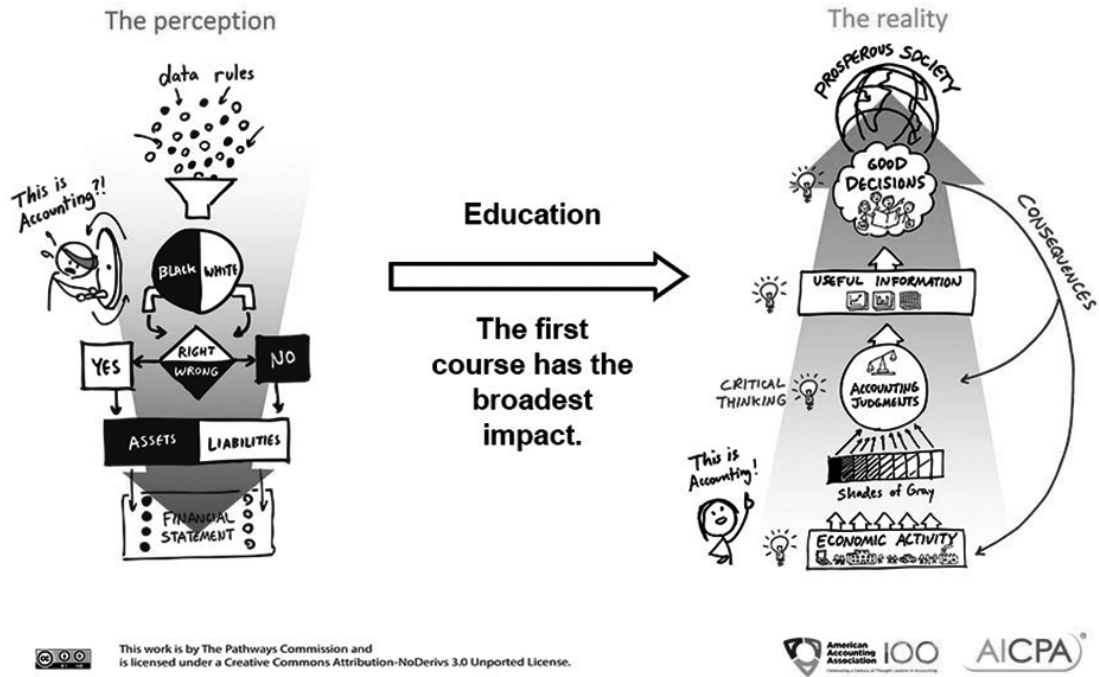 The perception
data rules
This is
Accounting?!
BLACK WHITE
RIGHT
WRONG
YES
NO
ASSETS LIABILITIES
FINANCIAL
STATEMENT
Education
The first
course has the
broadest
impact.
The reality
PROSPEROUS SOCIETY
GOOD
DECISIONS
CONSEQUENCES
USEFUL INFORMATION
CRITICAL
THINKING
ACCOUNTING
JUDGMENTS
This is
Accounting!
Shades of Gray
ECONOMIC ACTIVITY
This work is by The Pathways Commission and
is licensed under a Creative Commons Attribution-NoDerivs 3.0 Unported License.
American
Accounting
Association
100
AICPA®